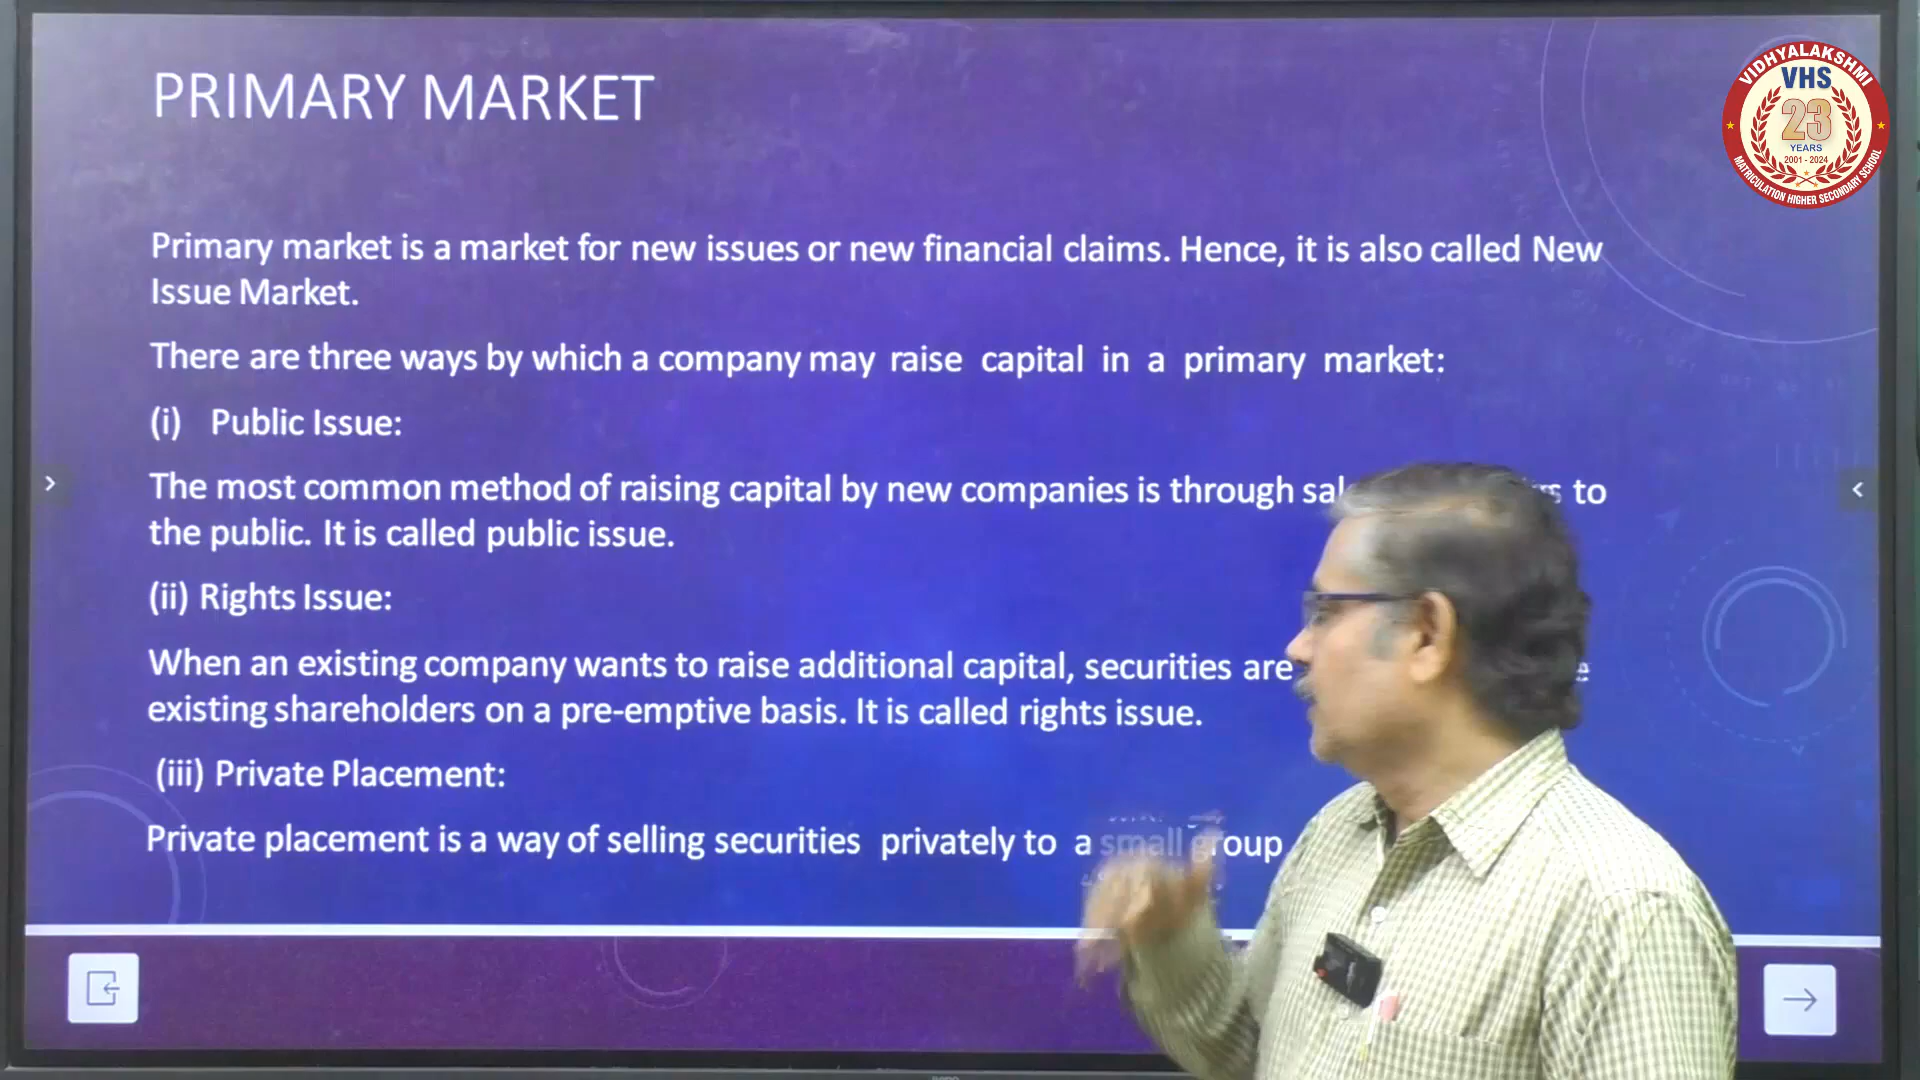 PRIMARY MARKET
VIDHYALAKSHMI
VHS
23
YEARS
2001 - 2024
MATRICULATION HIGHER SECONDARY SCHOOL
Primary market is a market for new issues or new financial claims. Hence, it is also called New
Issue Market.
There are three ways by which a company may raise capital in a primary market:
(i) Public Issue:
The most common method of raising capital by new companies is through to
the public. It is called public issue.
(ii) Rights Issue:
When an existing company wants to raise additional capital, securities are
existing shareholders on a pre-emptive basis. It is called rights issue.
(iii) Private Placement:
Private placement is a way of selling securities privately to a small group